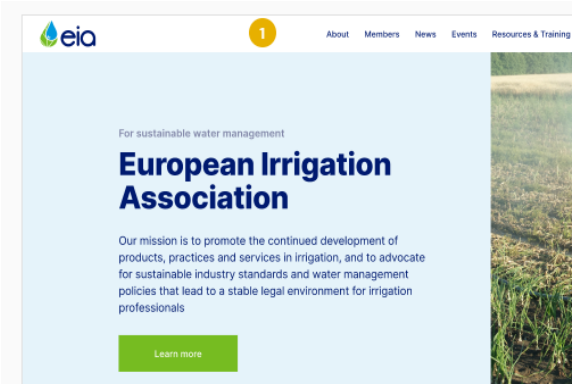 eia
1
About Members News Events Resources & Training
For sustainable water management
European Irrigation
Association
Our mission is to promote the continued development of
products, practices and services in irrigation, and to advocate
for sustainable industry standards and water management
policies that lead to a stable legal environment for irrigation
professionals
Learn more